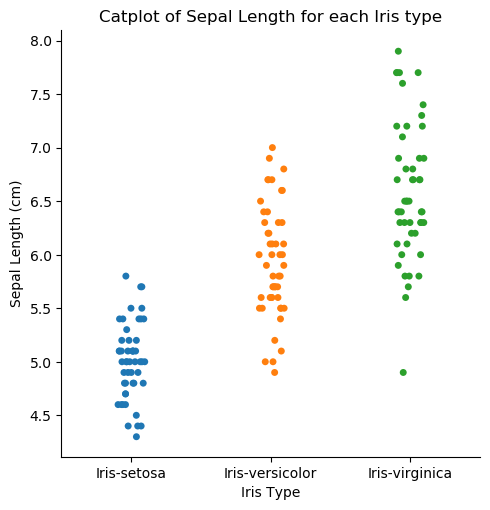 Catplot of Sepal Length for each Iris type
8.0
7.5
7.0
6.5
6.0
5.5
5.0
4.5
Sepal Length (cm)
Iris-setosa Iris-versicolor Iris-virginica
Iris Type